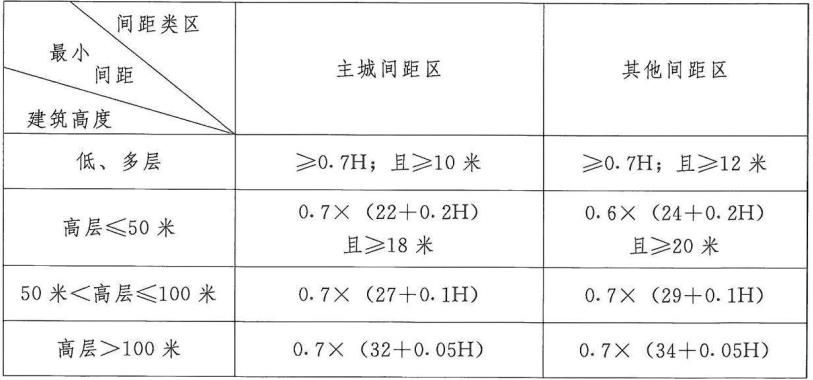 间距类区
最小
间距
建筑高度
主城间距区
其他间距区
低、多层
≥0.7H；且≥10 米
≥0.7H；且≥12 米
高层≤50 米
0.7×（22+0.2H）
且≥18 米
0.6×（24+0.2H）
且≥20 米
50 米＜高层≤100 米
0.7×（27+0.1H）
0.7×（29+0.1H）
高层＞100 米
0.7×（32+0.05H）
0.7×（34+0.05H）